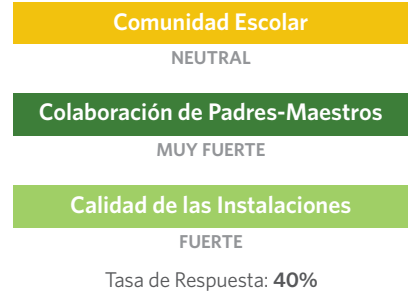 Comunidad Escolar
NEUTRAL
Colaboración de Padres-Maestros
MUY FUERTE
Calidad de las Instalaciones
FUERTE
Tasa de Respuesta: 40%